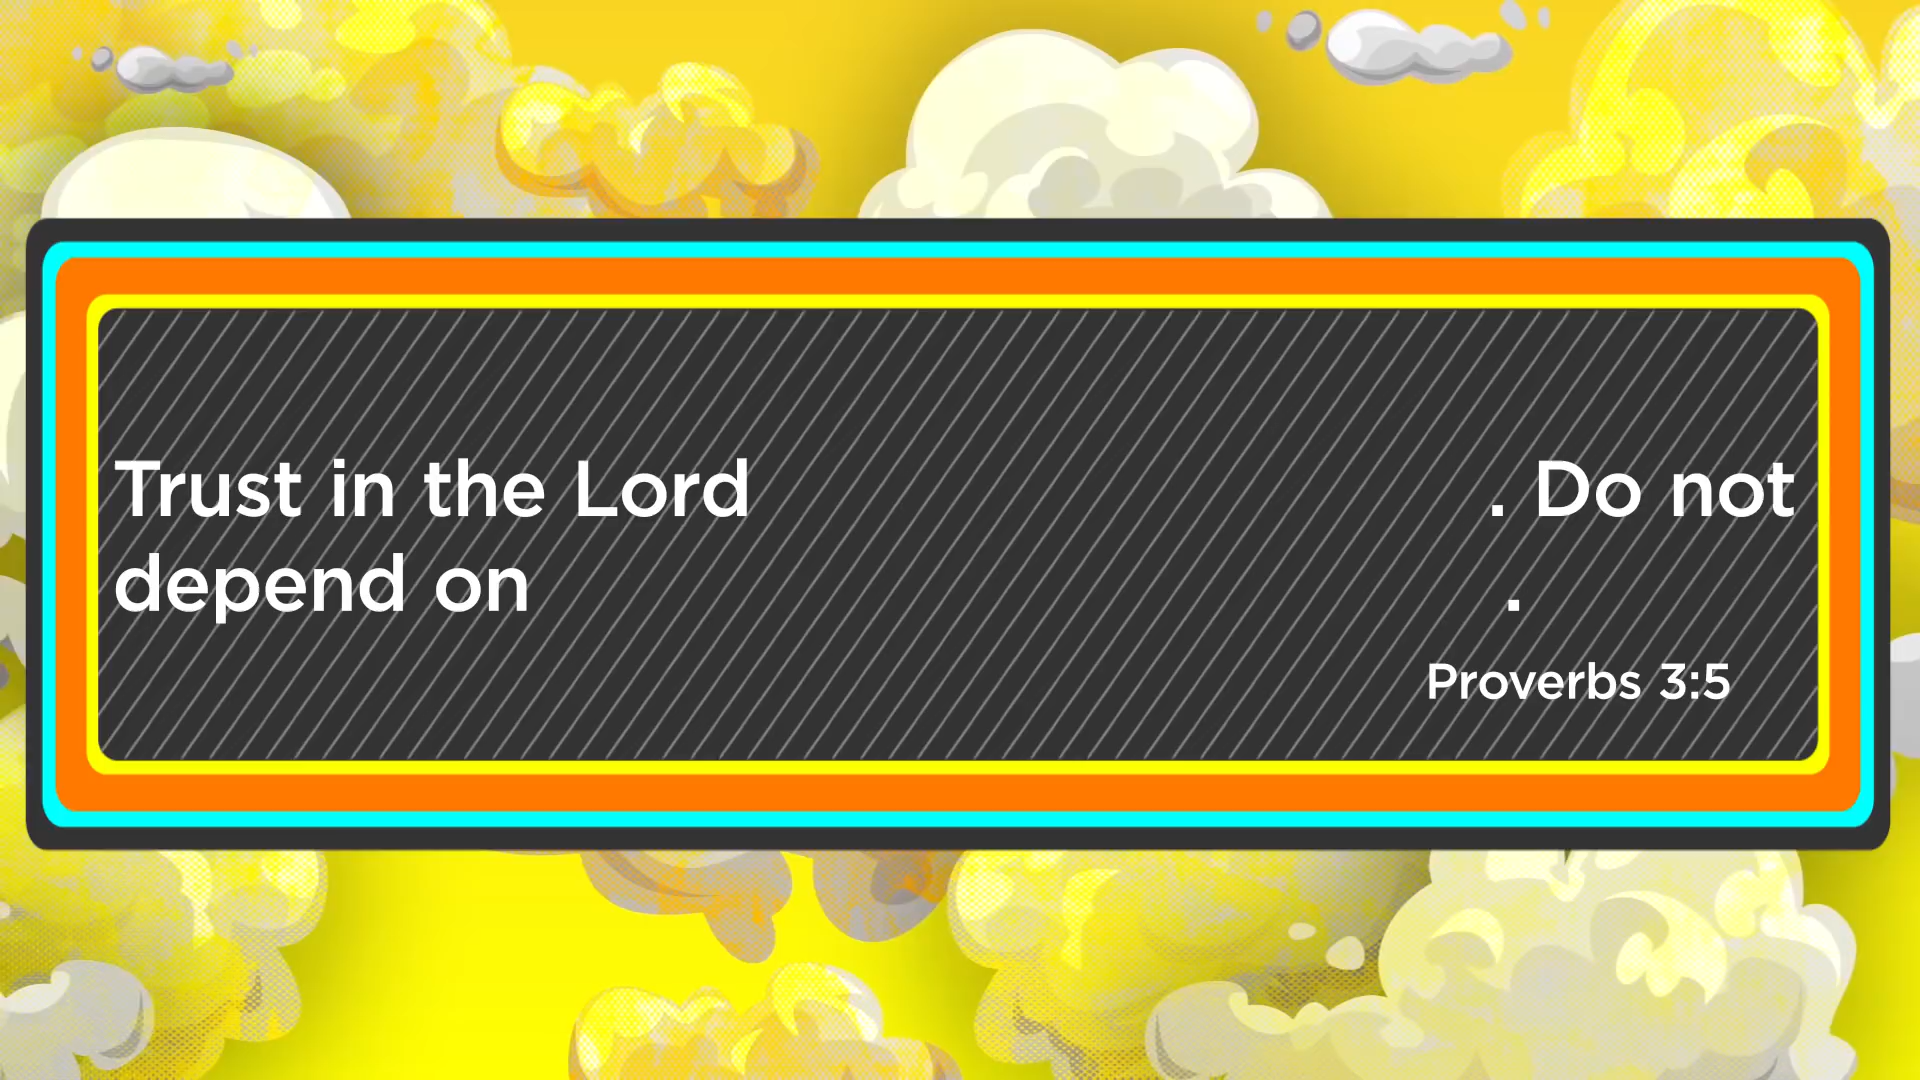 Trust in the Lord . Do not
depend on .
Proverbs 3:5